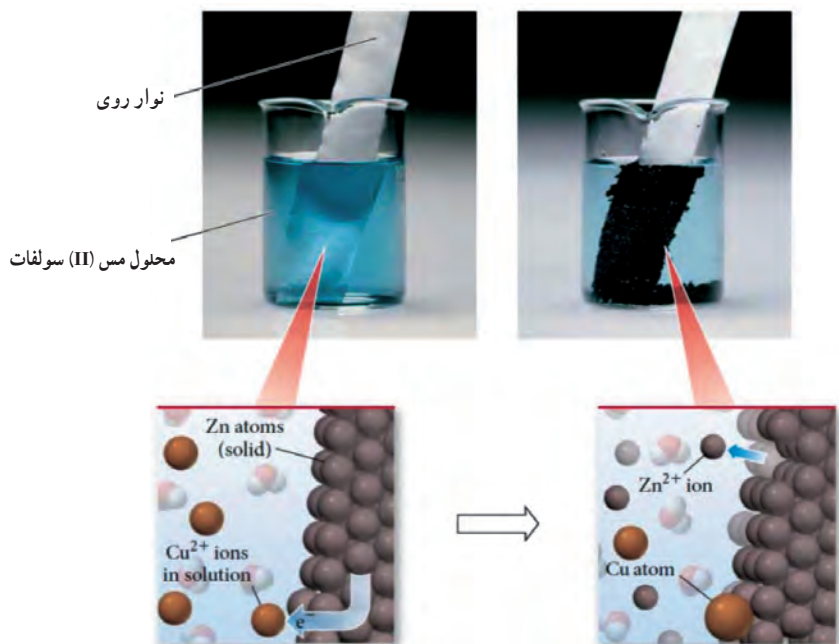 نوار روی
محلول مس (II) سولفات
Zn atoms
(solid)
Cu²⁺ ions
in solution
e⁻
Zn²⁺ ion
Cu atom